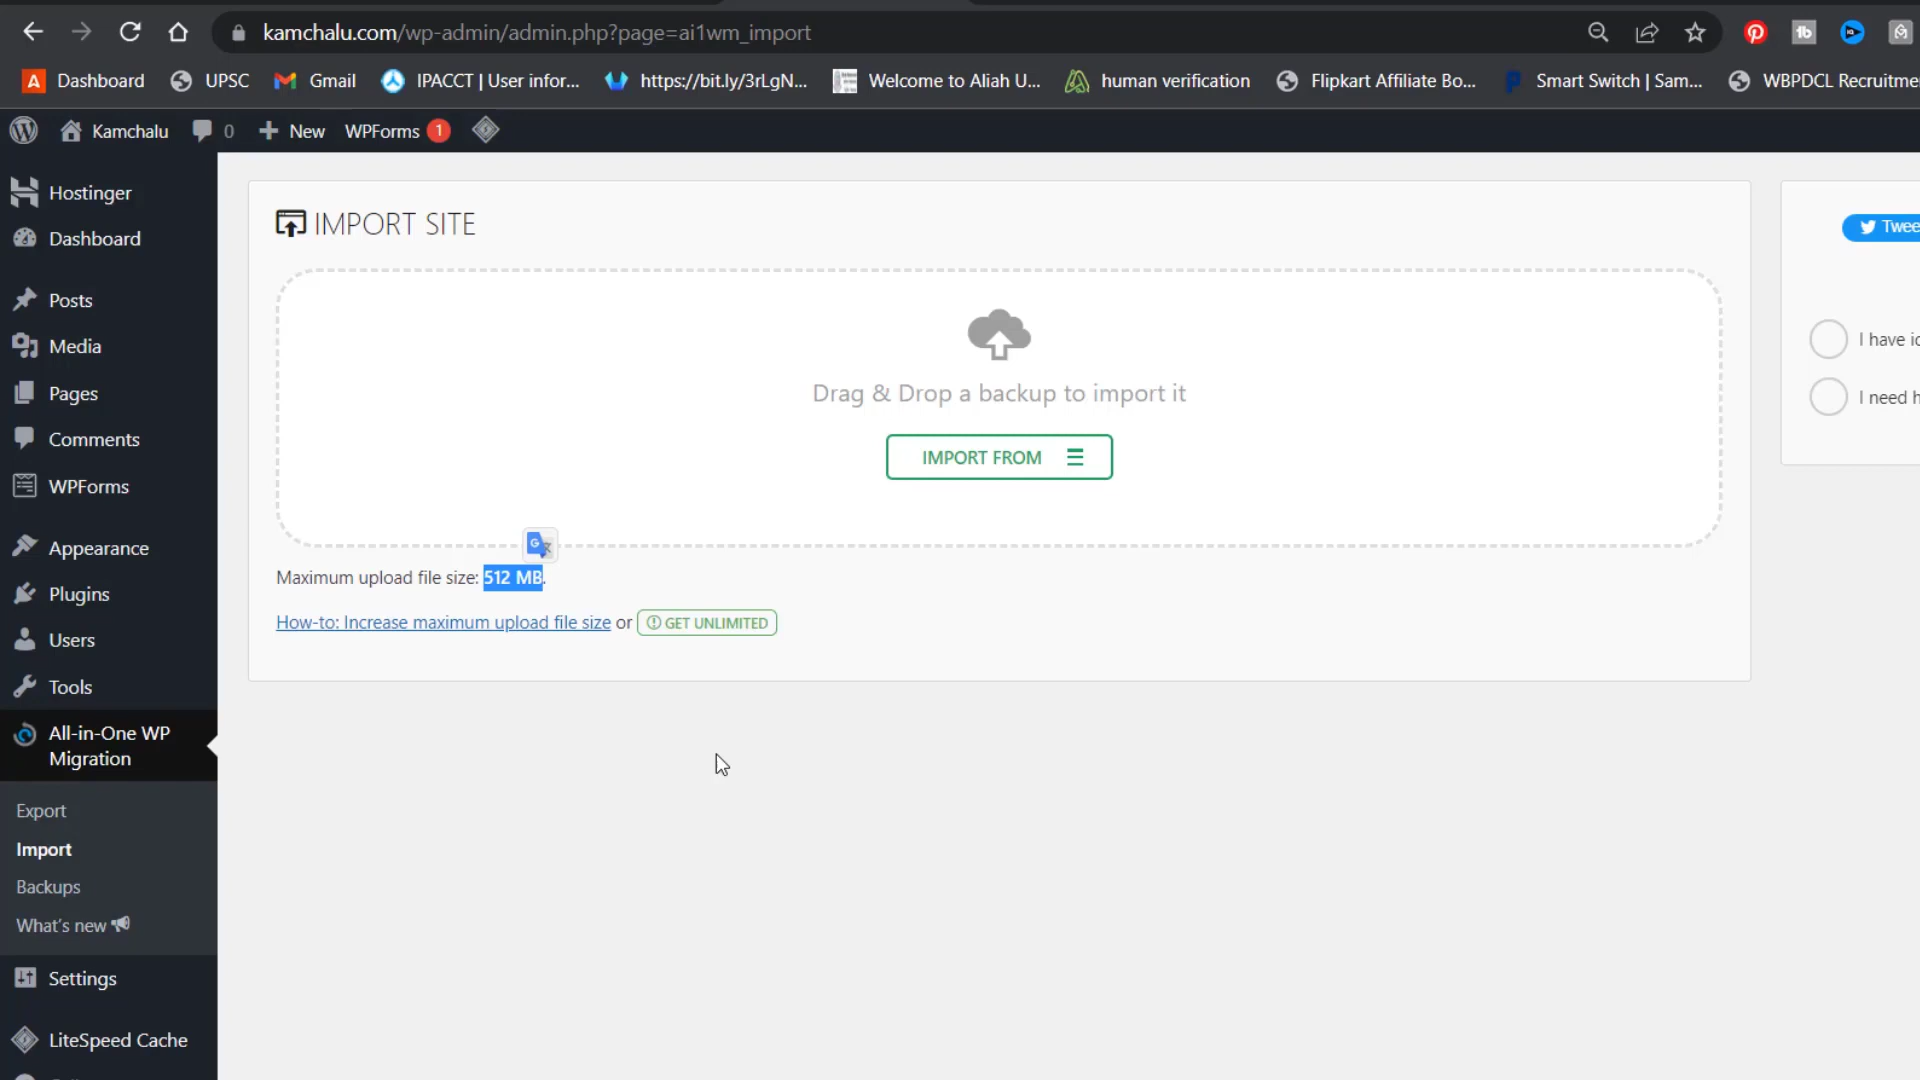 kamchalu.com/wp-admin/admin.php?page=ai1wm_import
Dashboard UPSC Gmail IPACCT | User infor... https://bit.ly/3rLgN... Welcome to Aliah U... human verification Flipkart Affiliate Bo... Smart Switch | Sam... WBPDCL Recruitme
Kamchalu 0 New WPForms 1
Hostinger
Dashboard
Posts
Media
Pages
Comments
WPForms
Appearance
Plugins
Users
Tools
All-in-One WP
Migration
Export
Import
Backups
What's new
Settings
LiteSpeed Cache
IMPORT SITE
Drag & Drop a backup to import it
IMPORT FROM
Maximum upload file size: 512 MB.
How-to: Increase maximum upload file size or GET UNLIMITED
Twee
I have
I need h